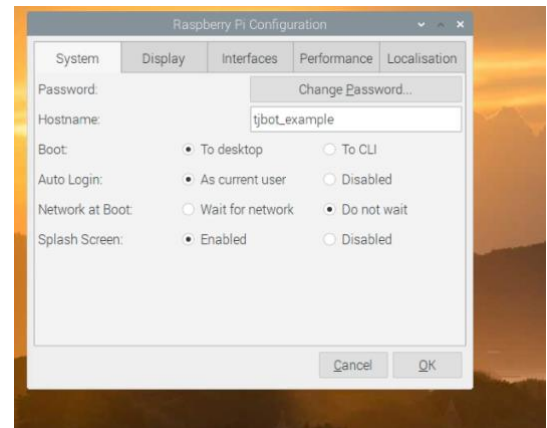 Raspberry Pi Configuration
System Display Interfaces Performance Localisation
Password: Change Password...
Hostname: tjbot_example
Boot: To desktop To CLI
Auto Login: As current user Disabled
Network at Boot: Wait for network Do not wait
Splash Screen: Enabled Disabled
Cancel OK